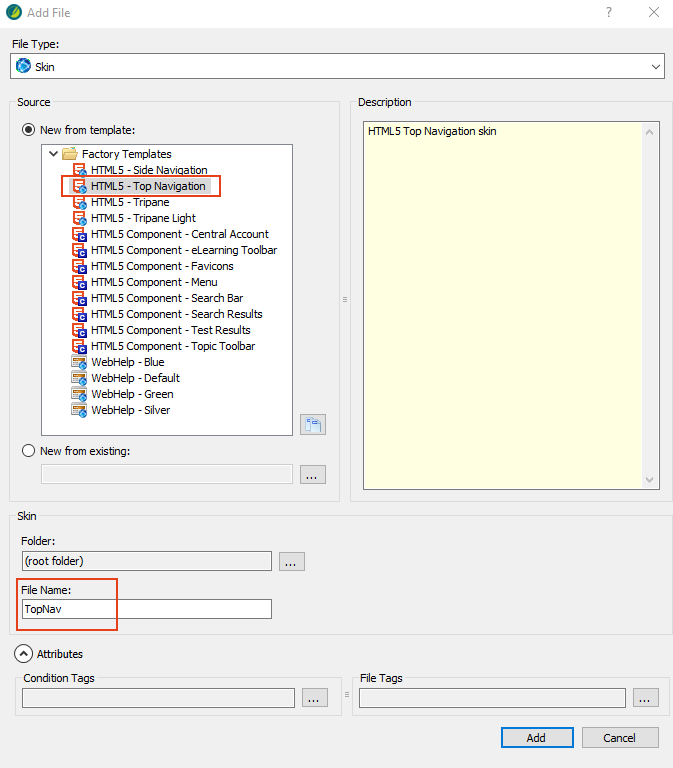 Add File
?
File Type:
Skin
Source
New from template:
Factory Templates
HTML5 - Side Navigation
HTML5 - Top Navigation
HTML5 - Tripane
HTML5 - Tripane Light
HTML5 Component - Central Account
HTML5 Component - eLearning Toolbar
HTML5 Component - Favicons
HTML5 Component - Menu
HTML5 Component - Search Bar
HTML5 Component - Search Results
HTML5 Component - Test Results
HTML5 Component - Topic Toolbar
WebHelp - Blue
WebHelp - Default
WebHelp - Green
WebHelp - Silver
New from existing:
...
Description
HTML5 Top Navigation skin
Skin
Folder:
(root folder)
...
File Name:
TopNav
Attributes
Condition Tags
...
File Tags
...
Add
Cancel